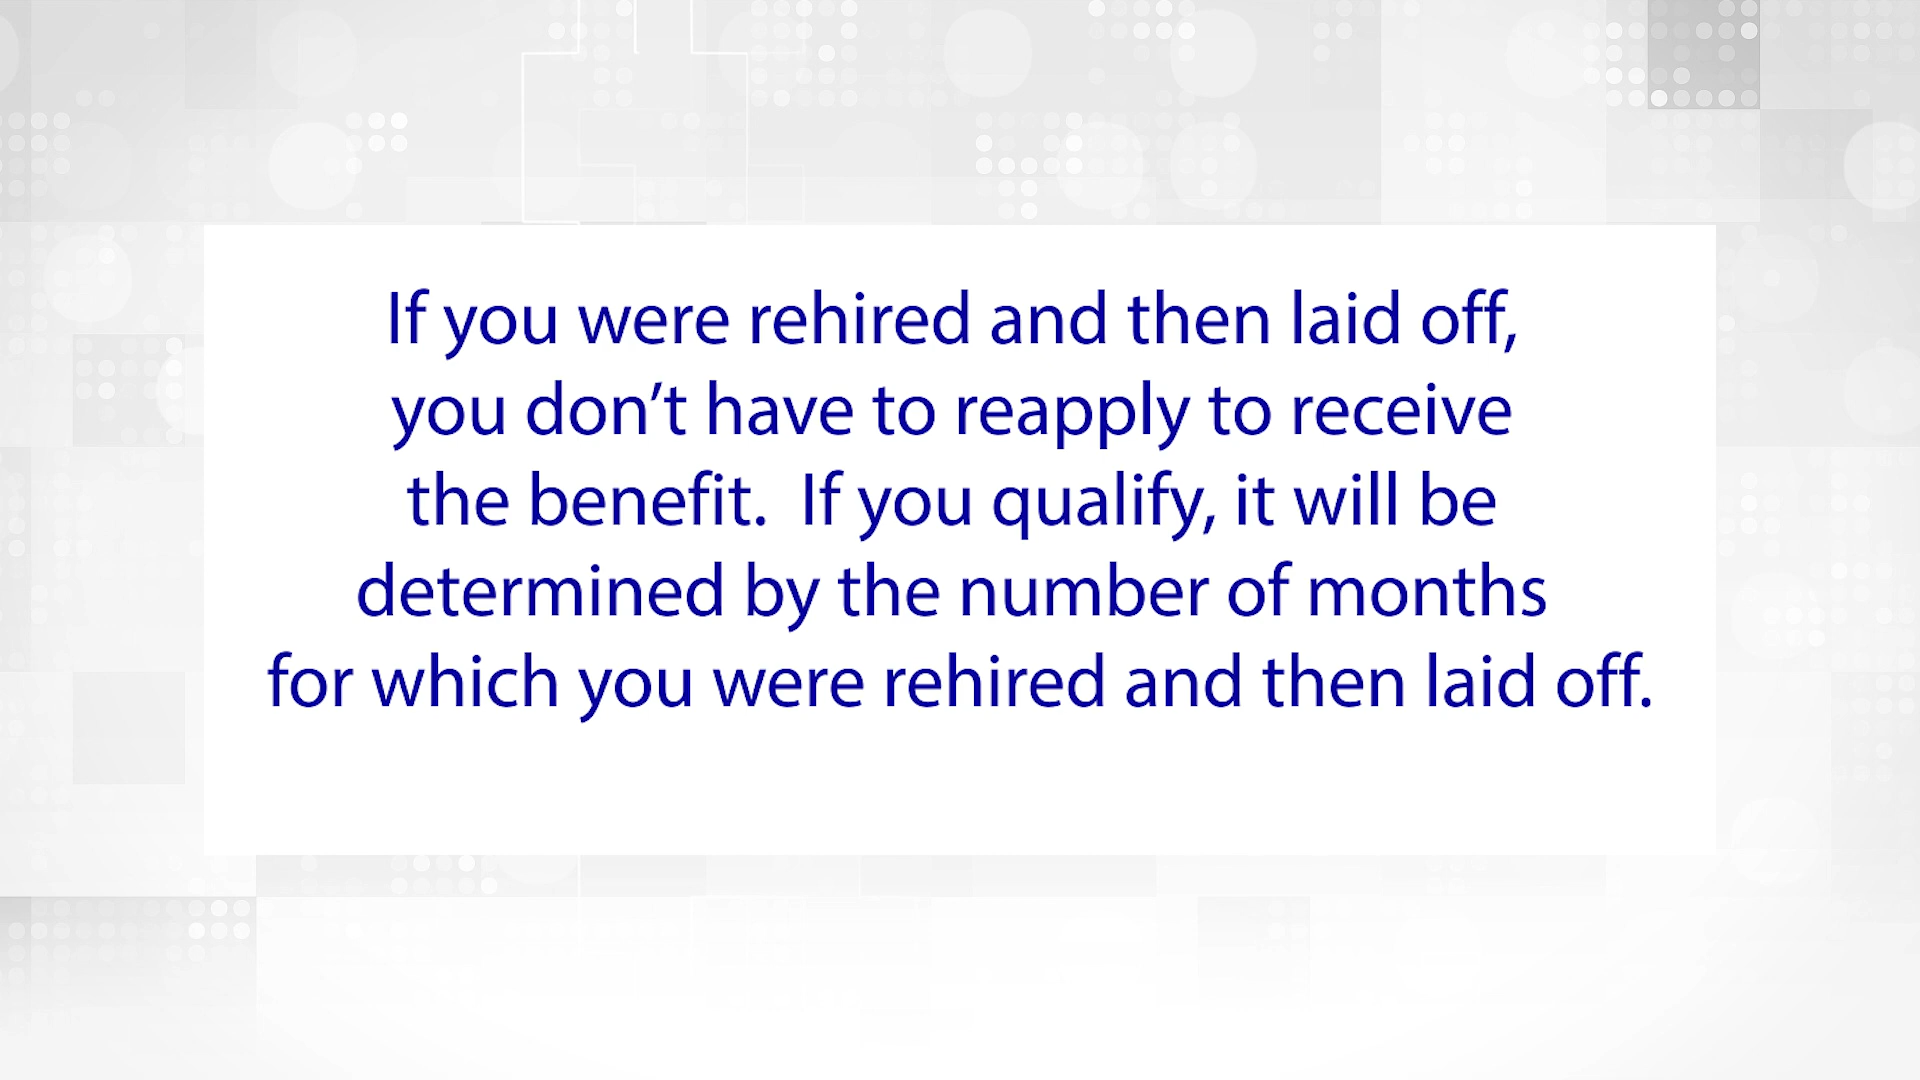 If you were rehired and then laid off,
you don’t have to reapply to receive
the benefit.  If you qualify, it will be
determined by the number of months
for which you were rehired and then laid off.